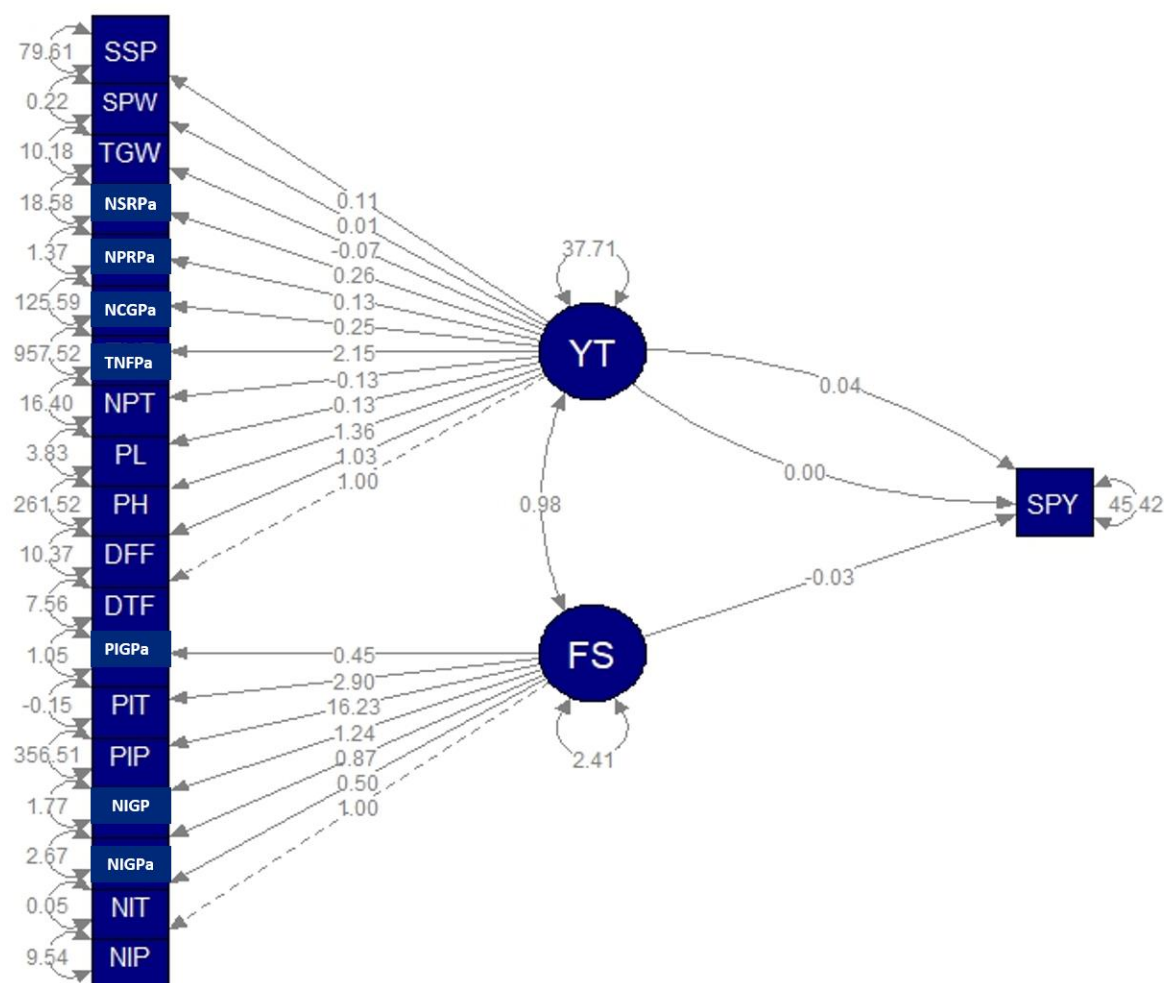 SSP
79.61
SPW
0.22
TGW
10.18
NSRPa
18.58
NPRPa
1.37
NCGPa
125.59
TNFPa
957.52
NPT
16.40
PL
3.83
PH
261.52
DFF
10.37
DTF
7.56
PIGPa
1.05
PIT
-0.15
PIP
356.51
NIGP
1.77
NIGPa
2.67
NIT
0.05
NIP
9.54
0.11
0.01
-0.07
0.26
0.13
0.25
2.15
-0.13
0.13
1.36
1.03
1.00
0.45
2.90
16.23
1.24
0.87
0.50
1.00
37.71
YT
0.98
FS
2.41
0.04
0.00
-0.03
SPY
45.42